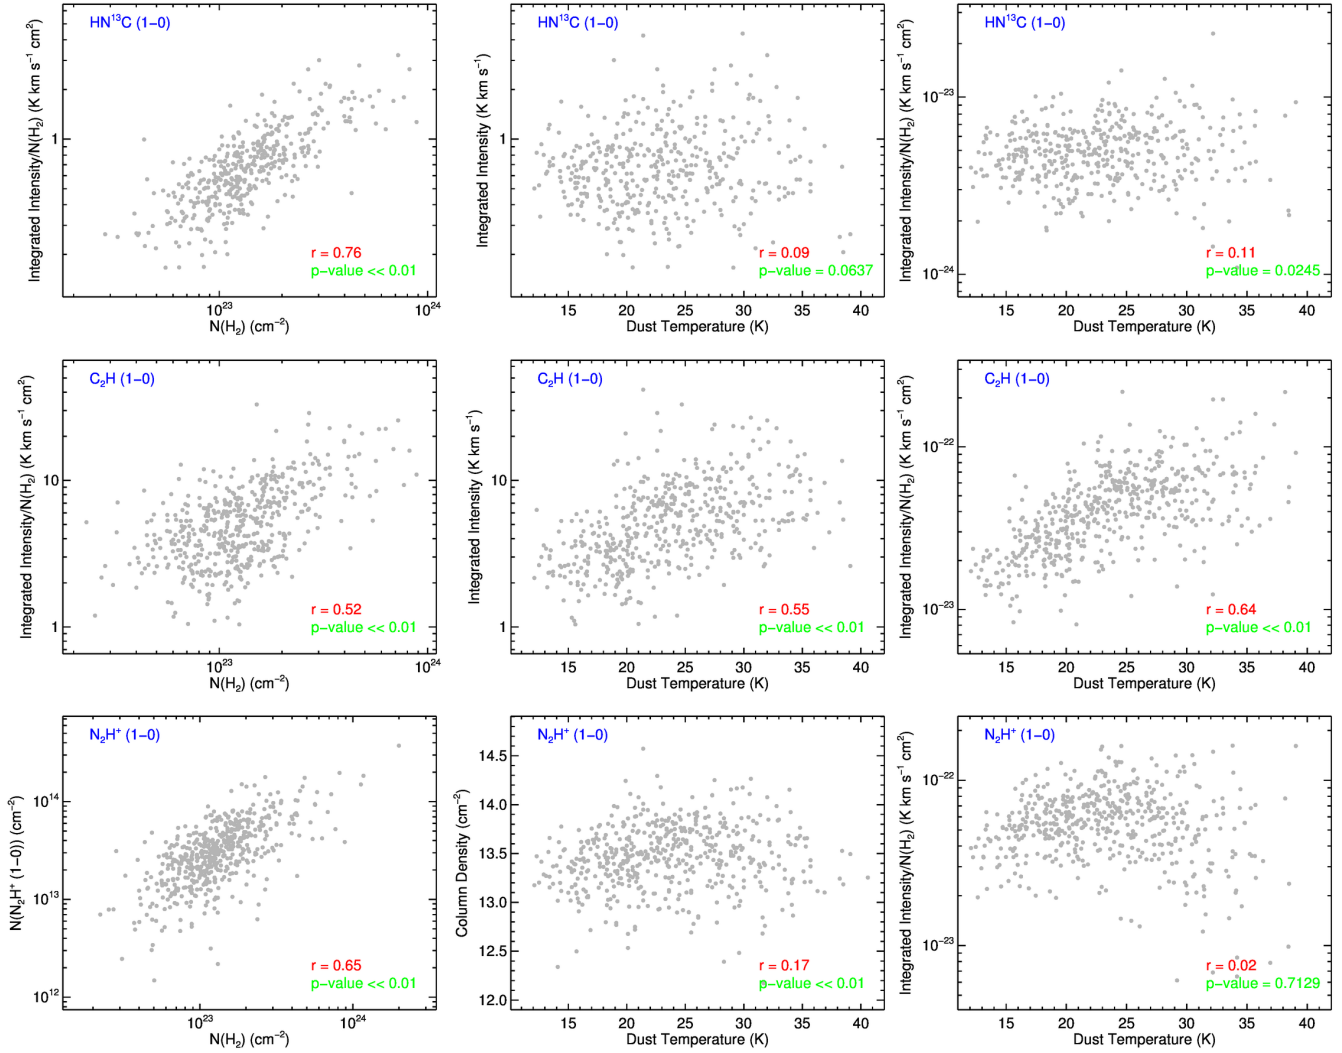 HN¹³C (1−0)
Integrated Intensity/N(H₂) (K km s⁻¹ cm²)
1
r = 0.76
p−value << 0.01
10²³
10²⁴
N(H₂) (cm⁻²)
HN¹³C (1−0)
Integrated Intensity (K km s⁻¹)
1
r = 0.09
p−value = 0.0637
15 20 25 30 35 40
Dust Temperature (K)
HN¹³C (1−0)
Integrated Intensity/N(H₂) (K km s⁻¹ cm²)
10⁻²³
10⁻²⁴
r = 0.11
p−value = 0.0245
15 20 25 30 35 40
Dust Temperature (K)
C₂H (1−0)
Integrated Intensity/N(H₂) (K km s⁻¹ cm²)
10
1
r = 0.52
p−value << 0.01
10²³
10²⁴
N(H₂) (cm⁻²)
C₂H (1−0)
Integrated Intensity (K km s⁻¹)
10
1
r = 0.55
p−value << 0.01
15 20 25 30 35 40
Dust Temperature (K)
C₂H (1−0)
Integrated Intensity/N(H₂) (K km s⁻¹ cm²)
10⁻²²
10⁻²³
r = 0.64
p−value << 0.01
15 20 25 30 35 40
Dust Temperature (K)
N₂H⁺ (1−0)
N(N₂H⁺ (1−0)) (cm⁻²)
10¹⁴
10¹³
10¹²
r = 0.65
p−value << 0.01
10²³
10²⁴
N(H₂) (cm⁻²)
N₂H⁺ (1−0)
Column Density (cm⁻²)
14.5
14.0
13.5
13.0
12.5
12.0
r = 0.17
p−value << 0.01
15 20 25 30 35 40
Dust Temperature (K)
N₂H⁺ (1−0)
Integrated Intensity/N(H₂) (K km s⁻¹ cm²)
10⁻²²
10⁻²³
r = 0.02
p−value = 0.7129
15 20 25 30 35 40
Dust Temperature (K)